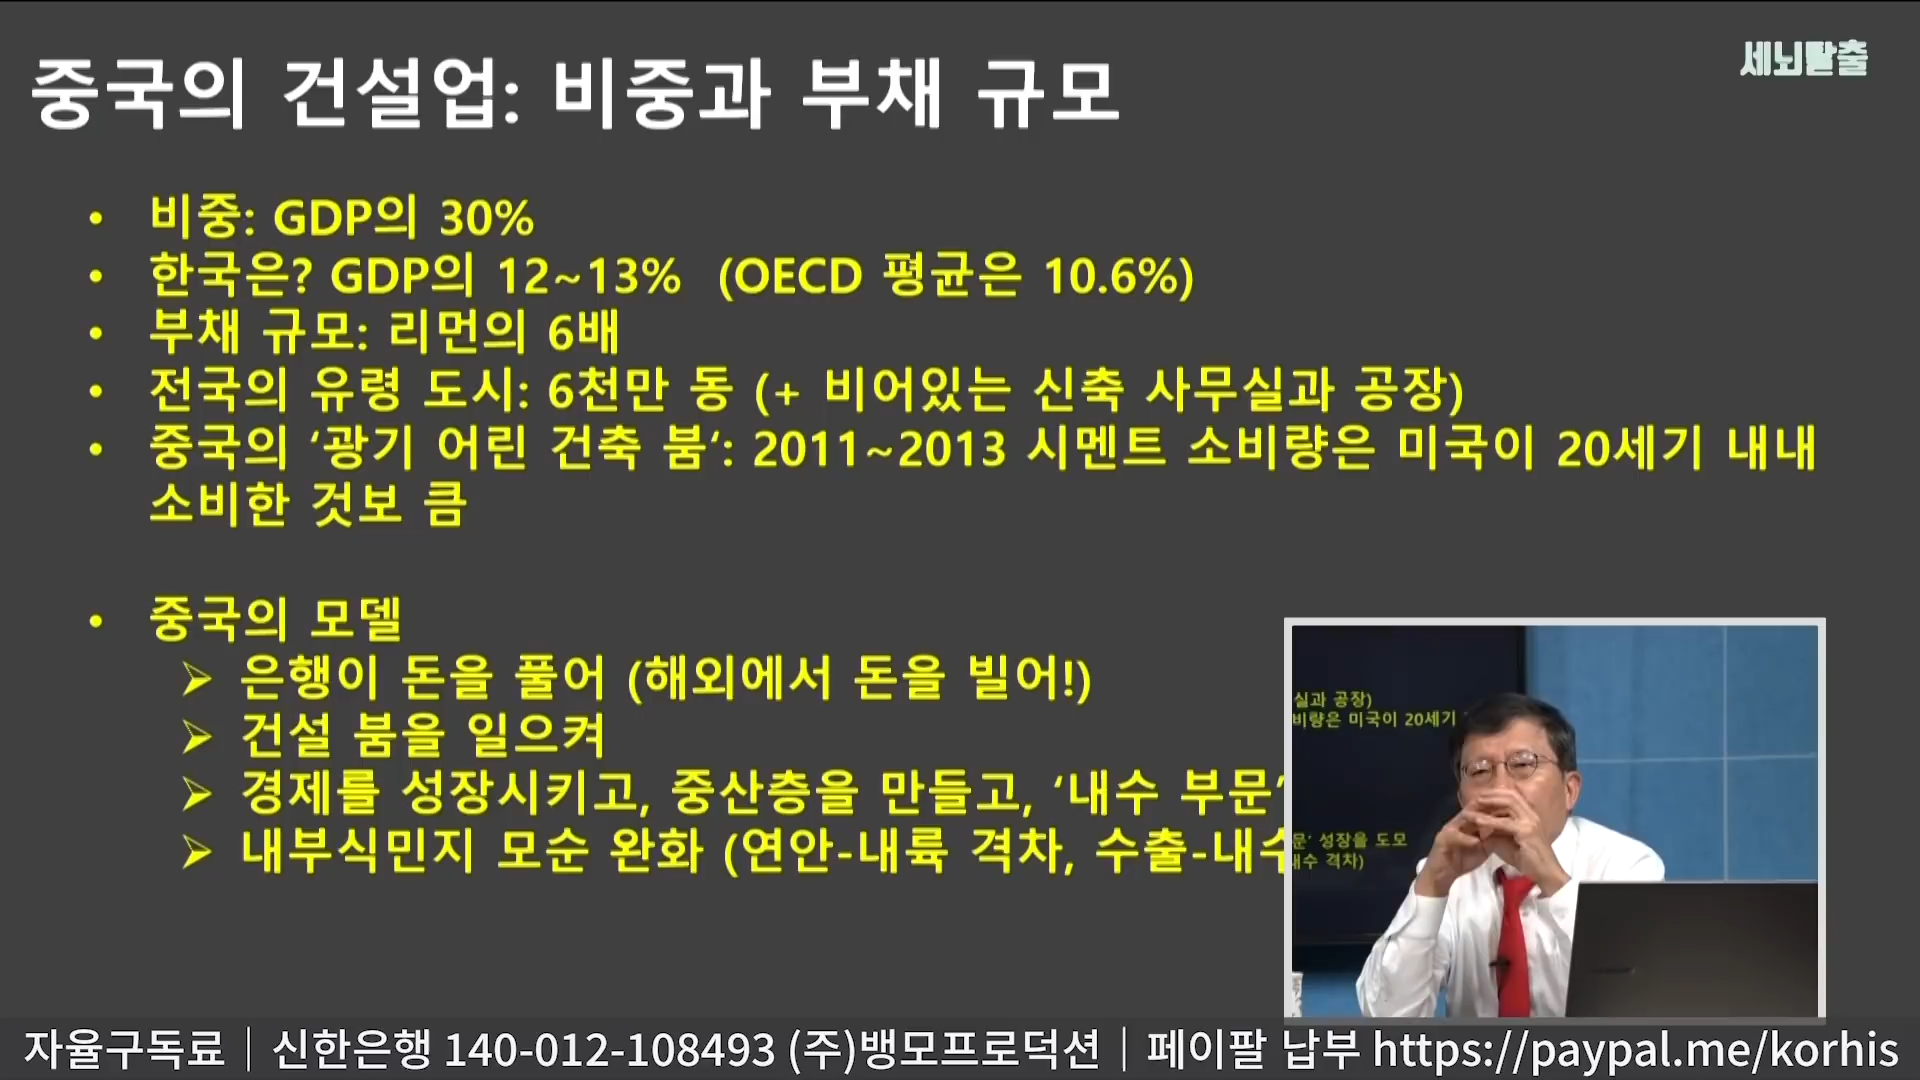 중국의 건설업: 비중과 부채 규모
세뇌탈출
• 비중: GDP의 30%
• 한국은? GDP의 12~13% (OECD 평균은 10.6%)
• 부채 규모: 리먼의 6배
• 전국의 유령 도시: 6천만 동 (+ 비어있는 신축 사무실과 공장)
• 중국의 ‘광기 어린 건축 붐‘: 2011~2013 시멘트 소비량은 미국이 20세기 내내
소비한 것보 큼
• 중국의 모델
➢ 은행이 돈을 풀어 (해외에서 돈을 빌어!)
➢ 건설 붐을 일으켜
➢ 경제를 성장시키고, 중산층을 만들고, ‘내수 부문’
➢ 내부식민지 모순 완화 (연안-내륙 격차, 수출-내수
실과 공장)
비량은 미국이 20세기
문’ 성장을 도모
내수 격차)
자율구독료｜신한은행 140-012-108493 (주)뱅모프로덕션｜페이팔 납부 https://paypal.me/korhis